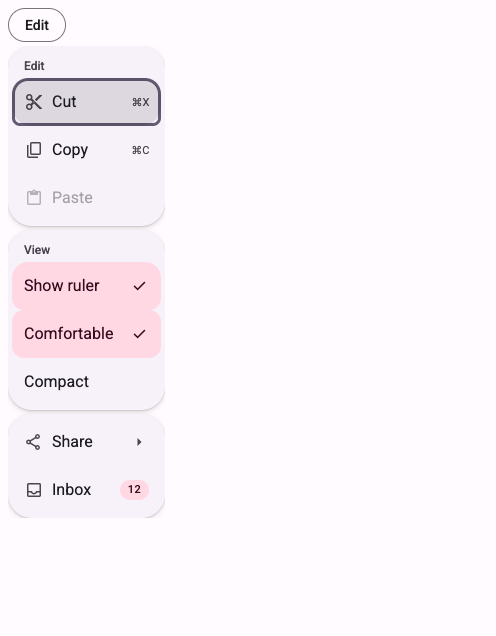 Edit
Edit
Cut ⌘X
Copy ⌘C
Paste
View
Show ruler
Comfortable
Compact
Share
Inbox 12